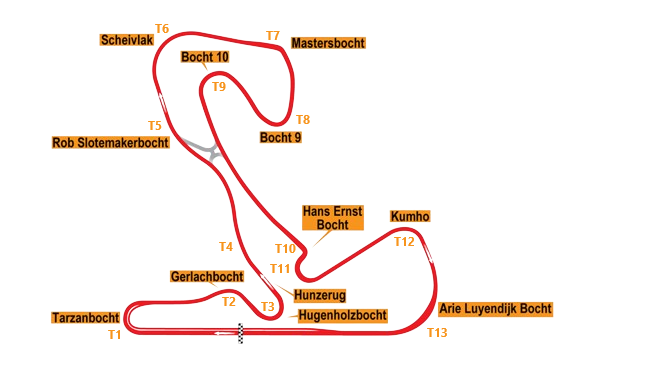 T6
T7
Scheivlak
Mastersbocht
Bocht 10
T9
T5
T8
Bocht 9
Rob Slotemakerbocht
Hans Ernst
Bocht
Kumho
T4
T10
T12
T11
Gerlachbocht
T2
T3
Hunzerug
Tarzanbocht
Hugenholzbocht
Arie Luyendijk Bocht
T1
T13